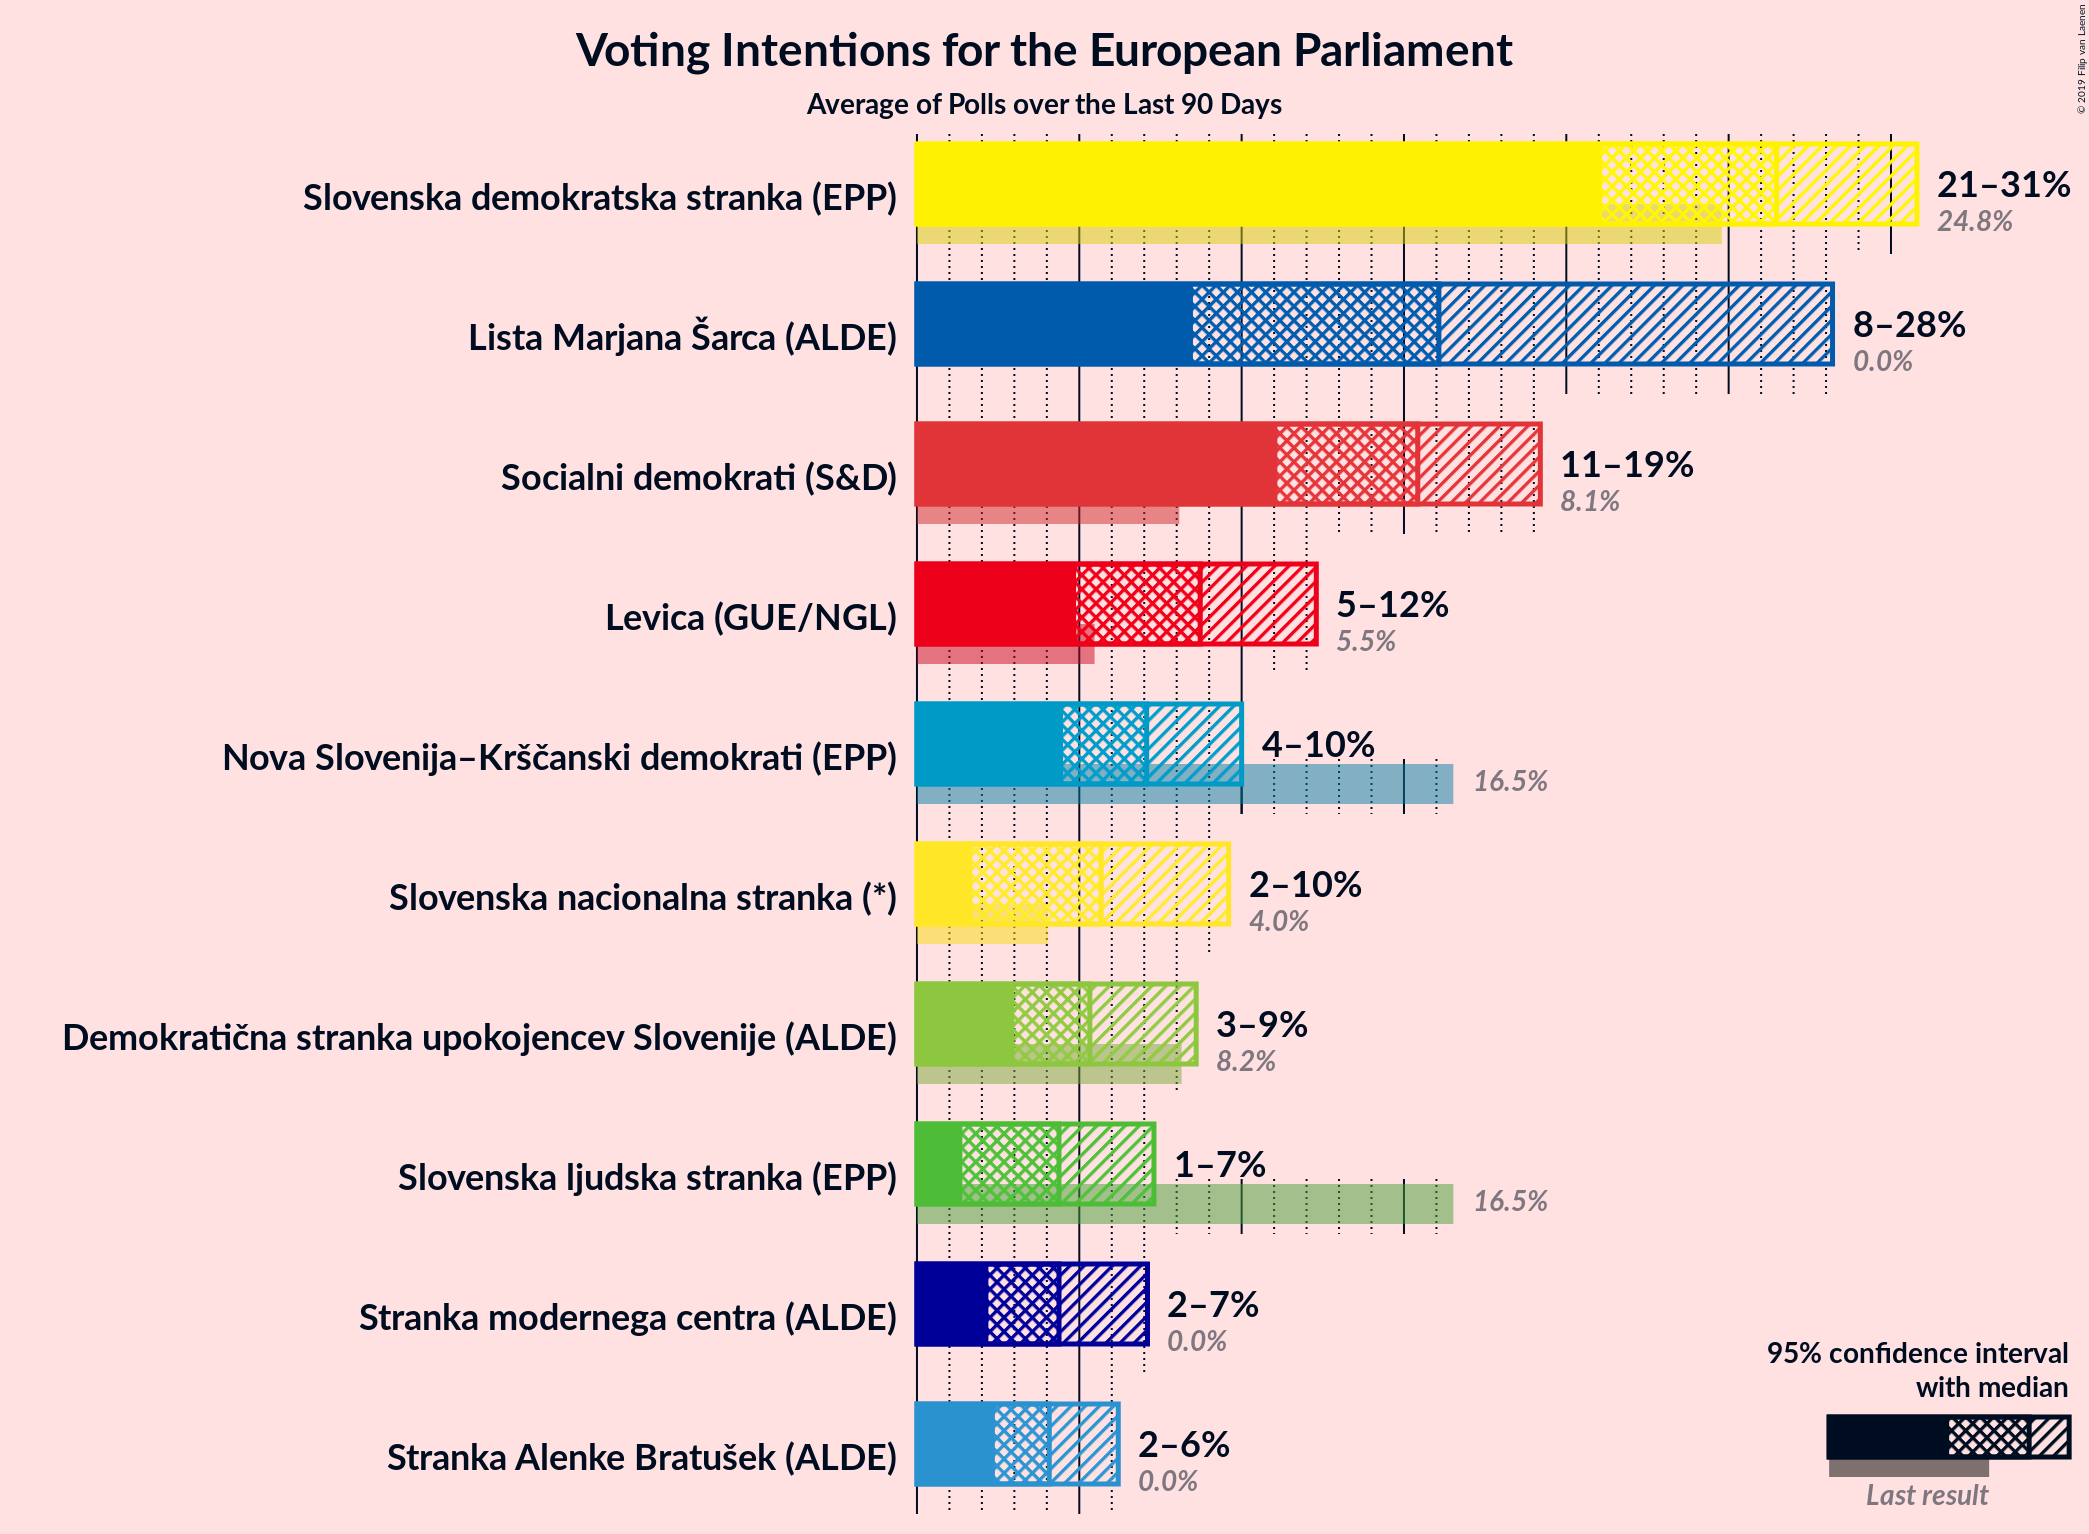 Voting Intentions for the European Parliament
Average of Polls over the Last 90 Days
© 2019 Filip van Laenen
Slovenska demokratska stranka (EPP)
21–31%
24.8%
Lista Marjana Šarca (ALDE)
8–28%
0.0%
Socialni demokrati (S&D)
11–19%
8.1%
Levica (GUE/NGL)
5–12%
5.5%
Nova Slovenija–Krščanski demokrati (EPP)
4–10%
16.5%
Slovenska nacionalna stranka (*)
2–10%
4.0%
Demokratična stranka upokojencev Slovenije (ALDE)
3–9%
8.2%
Slovenska ljudska stranka (EPP)
1–7%
16.5%
Stranka modernega centra (ALDE)
2–7%
0.0%
Stranka Alenke Bratušek (ALDE)
2–6%
0.0%
95% confidence interval
with median
Last result